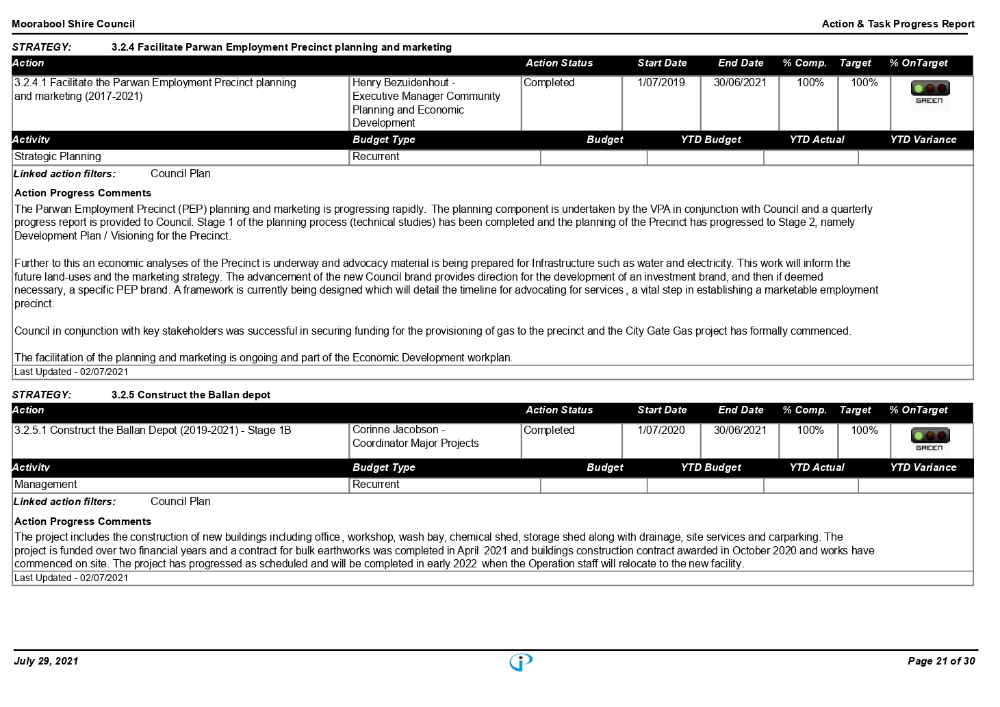 Moorabool Shire Council Action & Task Progress Report
STRATEGY: 3.2.4 Facilitate Parwan Employment Precinct planning and marketing
Action Action Status Start Date End Date % Comp. Target % OnTarget
3.2.4.1 Facilitate the Parwan Employment Precinct planning Henry Bezuidenhout - Completed 1/07/2019 30/06/2021 100% 100%
and marketing (2017-2021) Executive Manager Community GREEN
Planning and Economic
Development
Activity Budget Type Budget YTD Budget YTD Actual YTD Variance
Strategic Planning Recurrent
Linked action filters: Council Plan
Action Progress Comments
The Parwan Employment Precinct (PEP) planning and marketing is progressing rapidly. The planning component is undertaken by the VPA in conjunction with Council and a quarterly
progress report is provided to Council. Stage 1 of the planning process (technical studies) has been completed and the planning of the Precinct has progressed to Stage 2, namely
Development Plan / Visioning for the Precinct.
Further to this an economic analyses of the Precinct is underway and advocacy material is being prepared for Infrastructure such as water and electricity. This work will inform the
future land-uses and the marketing strategy. The advancement of the new Council brand provides direction for the development of an investment brand, and then if deemed
necessary, a specific PEP brand. A framework is currently being designed which will detail the timeline for advocating for services , a vital step in establishing a marketable employment
precinct.
Council in conjunction with key stakeholders was successful in securing funding for the provisioning of gas to the precinct and the City Gate Gas project has formally commenced.
The facilitation of the planning and marketing is ongoing and part of the Economic Development workplan.
Last Updated - 02/07/2021
STRATEGY: 3.2.5 Construct the Ballan depot
Action Action Status Start Date End Date % Comp. Target % OnTarget
3.2.5.1 Construct the Ballan Depot (2019-2021) - Stage 1B Corinne Jacobson - Completed 1/07/2020 30/06/2021 100% 100%
Coordinator Major Projects GREEN
Activity Budget Type Budget YTD Budget YTD Actual YTD Variance
Management Recurrent
Linked action filters: Council Plan
Action Progress Comments
The project includes the construction of new buildings including office , workshop, wash bay, chemical shed, storage shed along with drainage, site services and carparking. The
project is funded over two financial years and a contract for bulk earthworks was completed in April 2021 and buildings construction contract awarded in October 2020 and works have
commenced on site. The project has progressed as scheduled and will be completed in early 2022 when the Operation staff will relocate to the new facility.
Last Updated - 02/07/2021
July 29, 2021 Page 21 of 30